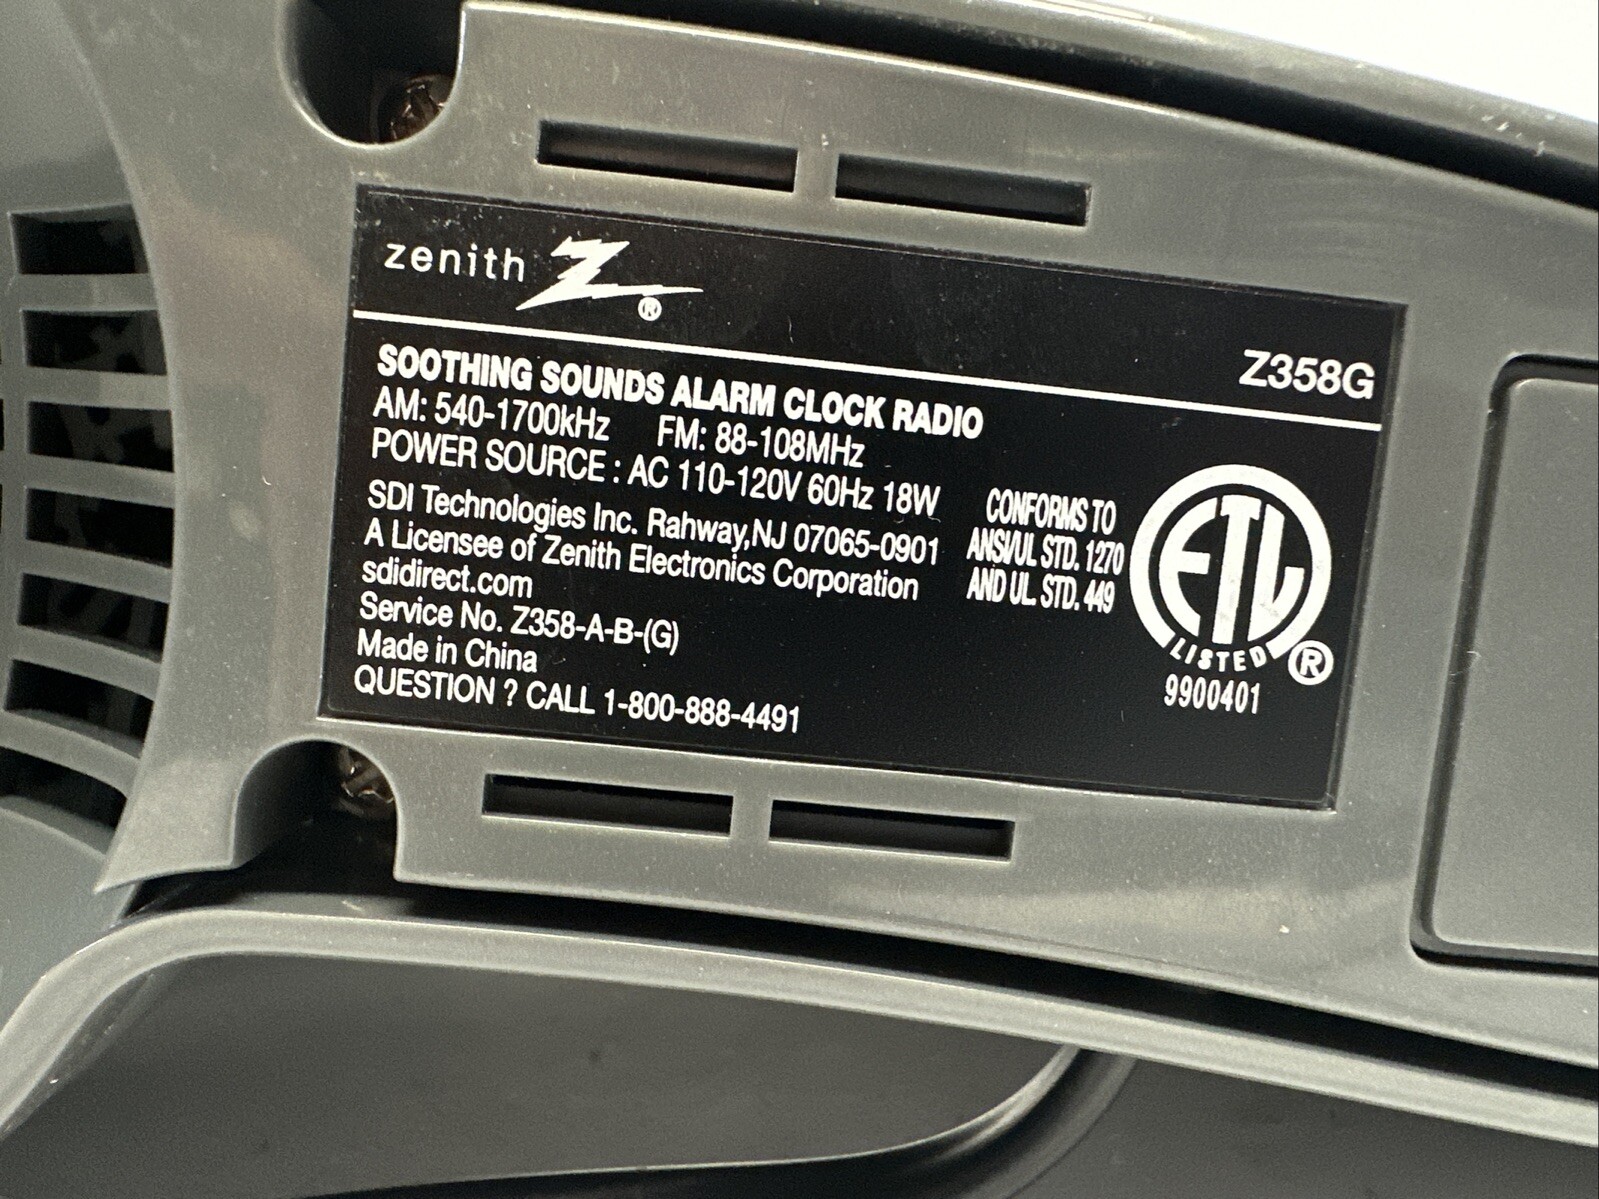 zenith ®
Z358G
SOOTHING SOUNDS ALARM CLOCK RADIO
AM: 540-1700kHz FM: 88-108MHz
POWER SOURCE : AC 110-120V 60Hz 18W
SDI Technologies Inc. Rahway,NJ 07065-0901
A Licensee of Zenith Electronics Corporation
sdidirect.com
Service No. Z358-A-B-(G)
Made in China
QUESTION ? CALL 1-800-888-4491
CONFORMS TO
ANSI/UL STD. 1270
AND UL. STD. 449
ETL
LISTED ®
9900401